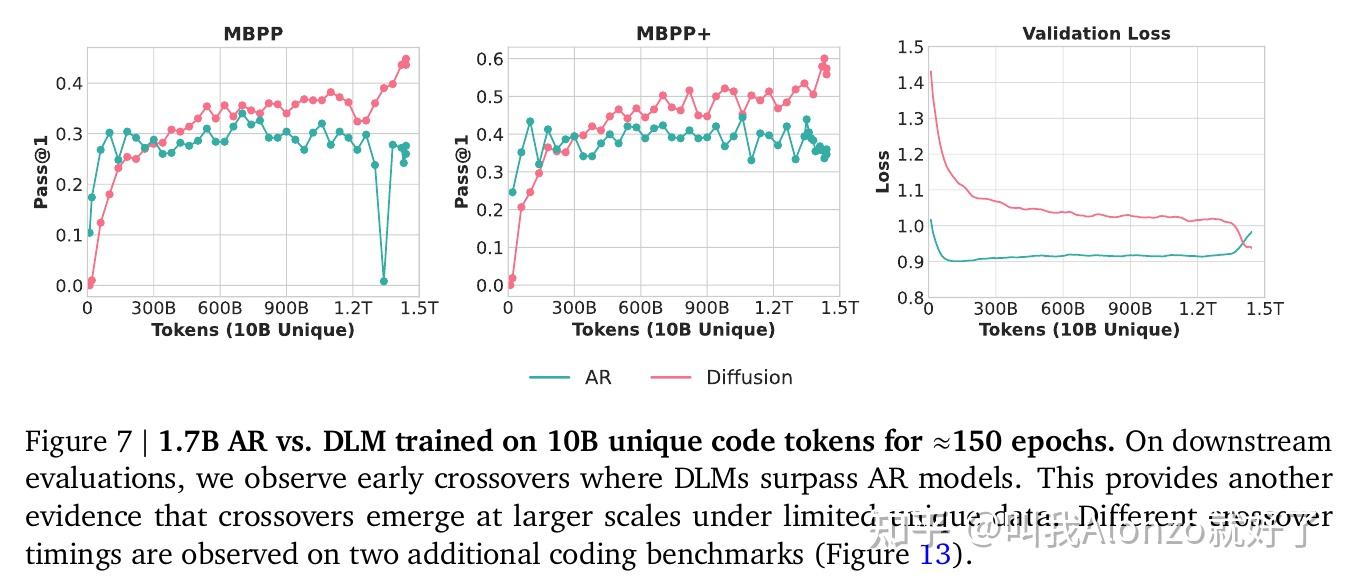 MBPP
MBPP+
Validation Loss
Pass@1
0.4
0.3
0.2
0.1
0.0
0 300B 600B 900B 1.2T 1.5T
Tokens (10B Unique)
Pass@1
0.6
0.5
0.4
0.3
0.2
0.1
0.0
0 300B 600B 900B 1.2T 1.5T
Tokens (10B Unique)
Loss
1.5
1.4
1.3
1.2
1.1
1.0
0.9
0.8
0 300B 600B 900B 1.2T 1.5T
Tokens (10B Unique)
AR Diffusion
Figure 7 | 1.7B AR vs. DLM trained on 10B unique code tokens for ≈150 epochs. On downstream
evaluations, we observe early crossovers where DLMs surpass AR models. This provides another
evidence that crossovers emerge at larger scales under limited unique data. Different crossover
timings are observed on two additional coding benchmarks (Figure 13).
知乎 @叫我Alonzo就好了